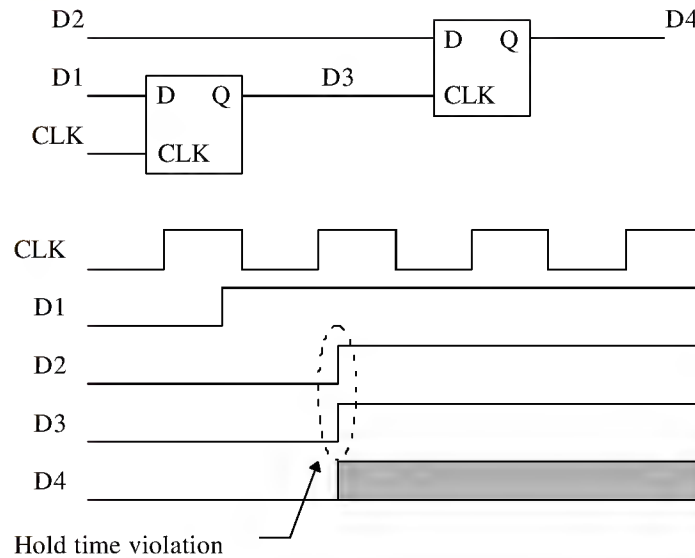 D2
D4
D Q
D1
D3
D Q
CLK
CLK
CLK
CLK
D1
D2
D3
D4
Hold time violation